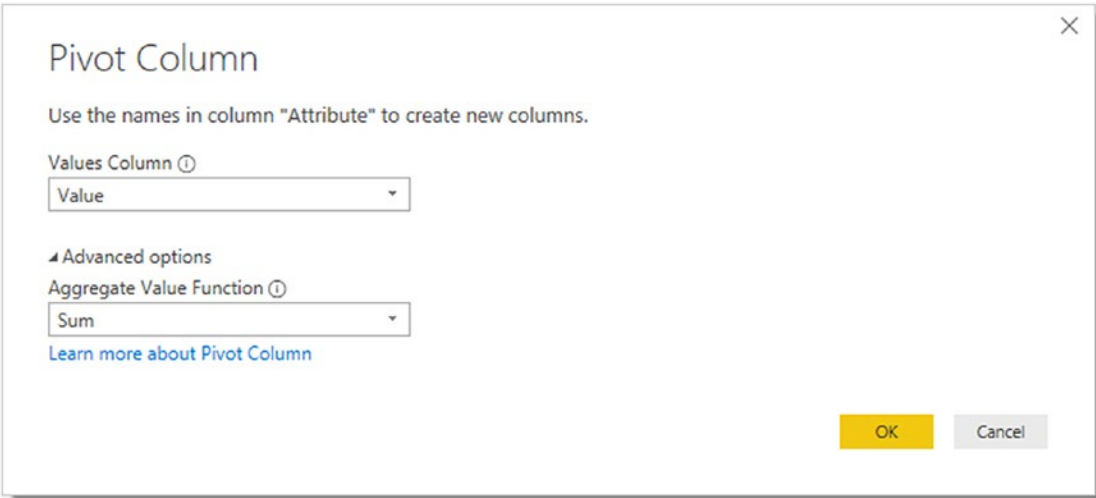 Pivot Column
Use the names in column "Attribute" to create new columns.
Values Column
Value
Advanced options
Aggregate Value Function
Sum
Learn more about Pivot Column
OK
Cancel